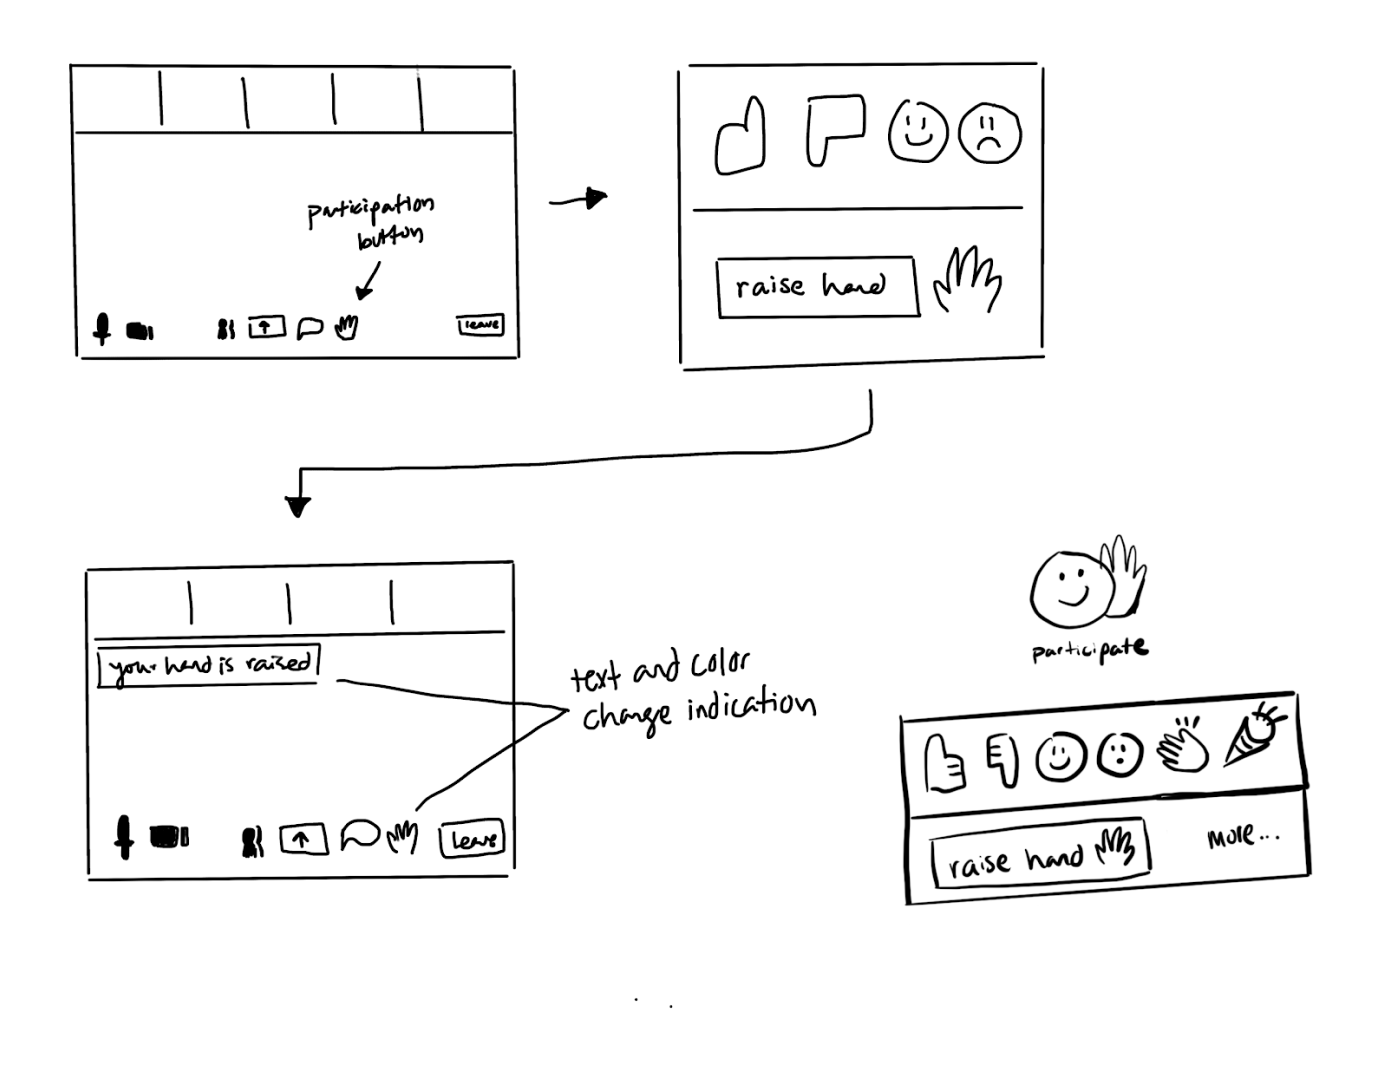 participation
button
leave
raise hand
your hand is raised
text and color
change indication
leave
participate
raise hand
more...